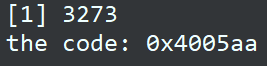 [1] 3273
the code: 0x4005aa